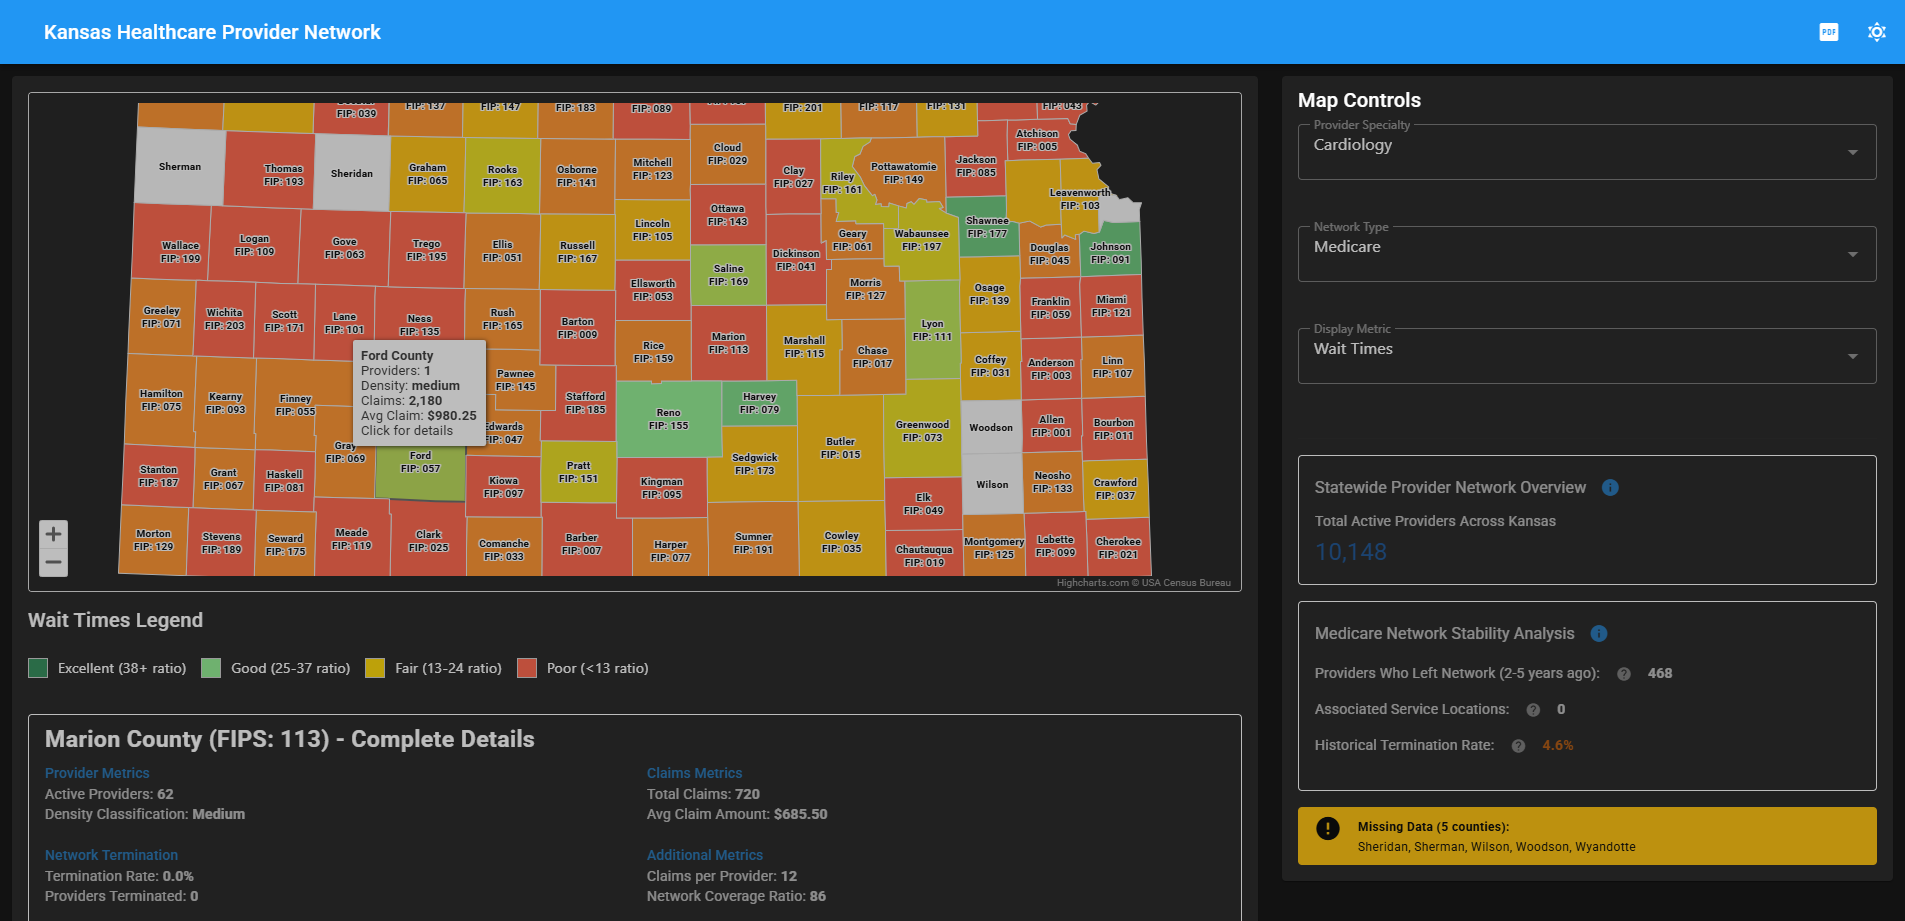 Kansas Healthcare Provider Network
PDF
FIP: 039
FIP: 137
FIP: 147
FIP: 183
FIP: 089
FIP: 201
FIP: 117
FIP: 131
FIP: 043
Sherman
Thomas
FIP: 193
Sheridan
Graham
FIP: 065
Rooks
FIP: 163
Osborne
FIP: 141
Mitchell
FIP: 123
Cloud
FIP: 029
Clay
FIP: 027
Riley
FIP: 161
Pottawatomie
FIP: 149
Jackson
FIP: 085
Atchison
FIP: 005
Leavenworth
FIP: 103
Wallace
FIP: 199
Logan
FIP: 109
Gove
FIP: 063
Trego
FIP: 195
Ellis
FIP: 051
Russell
FIP: 167
Lincoln
FIP: 105
Ottawa
FIP: 143
Saline
FIP: 169
Dickinson
FIP: 041
Geary
FIP: 061
Wabaunsee
FIP: 197
Shawnee
FIP: 177
Douglas
FIP: 045
Johnson
FIP: 091
Greeley
FIP: 071
Wichita
FIP: 203
Scott
FIP: 171
Lane
FIP: 101
Ness
FIP: 135
Rush
FIP: 165
Barton
FIP: 009
Ellsworth
FIP: 053
Rice
FIP: 159
Marion
FIP: 113
Morris
FIP: 127
Marshall
FIP: 115
Chase
FIP: 017
Lyon
FIP: 111
Osage
FIP: 139
Franklin
FIP: 059
Miami
FIP: 121
Coffey
FIP: 031
Anderson
FIP: 003
Linn
FIP: 107
Ford County
Providers: 1
Density: medium
Claims: 2,180
Avg Claim: $980.25
Click for details
Hamilton
FIP: 075
Kearny
FIP: 093
Finney
FIP: 055
Gray
FIP: 069
Pawnee
FIP: 145
Edwards
FIP: 047
Stafford
FIP: 185
Reno
FIP: 155
Harvey
FIP: 079
Sedgwick
FIP: 173
Butler
FIP: 015
Greenwood
FIP: 073
Woodson
Allen
FIP: 001
Bourbon
FIP: 011
Stanton
FIP: 187
Grant
FIP: 067
Haskell
FIP: 081
Ford
FIP: 057
Kiowa
FIP: 097
Pratt
FIP: 151
Kingman
FIP: 095
Elk
FIP: 049
Wilson
Neosho
FIP: 133
Crawford
FIP: 037
Morton
FIP: 129
Stevens
FIP: 189
Seward
FIP: 175
Meade
FIP: 119
Clark
FIP: 025
Comanche
FIP: 033
Barber
FIP: 007
Harper
FIP: 077
Sumner
FIP: 191
Cowley
FIP: 035
Chautauqua
FIP: 019
Montgomery
FIP: 125
Labette
FIP: 099
Cherokee
FIP: 021
+
−
Highcharts.com © USA Census Bureau
Wait Times Legend
Excellent (38+ ratio)
Good (25-37 ratio)
Fair (13-24 ratio)
Poor (<13 ratio)
Marion County (FIPS: 113) - Complete Details
Provider Metrics
Active Providers: 62
Density Classification: Medium
Claims Metrics
Total Claims: 720
Avg Claim Amount: $685.50
Network Termination
Termination Rate: 0.0%
Providers Terminated: 0
Additional Metrics
Claims per Provider: 12
Network Coverage Ratio: 86
Map Controls
Provider Specialty
Cardiology
Network Type
Medicare
Display Metric
Wait Times
Statewide Provider Network Overview
Total Active Providers Across Kansas
10,148
Medicare Network Stability Analysis
Providers Who Left Network (2-5 years ago): ? 468
Associated Service Locations: ? 0
Historical Termination Rate: ? 4.6%
Missing Data (5 counties):
Sheridan, Sherman, Wilson, Woodson, Wyandotte